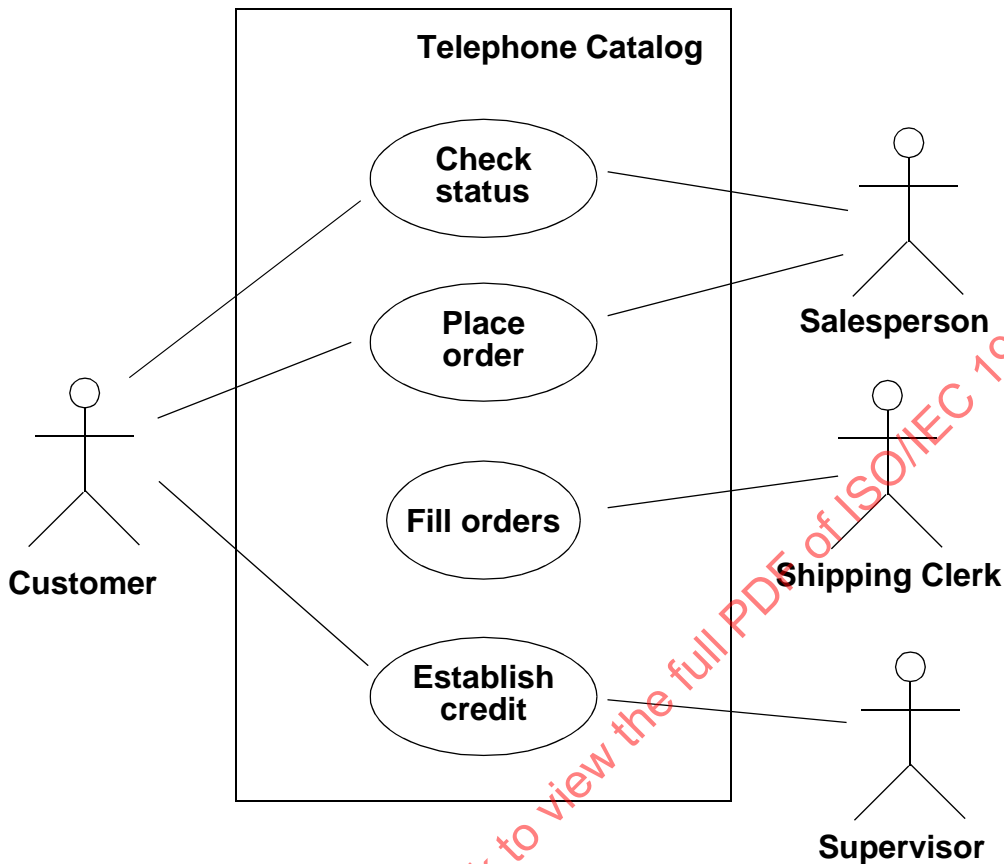 Telephone Catalog
Check
status
Place
order
Salesperson
Fill orders
Customer
Shipping Clerk
Establish
credit
Supervisor
k to view the full PDF of ISO/IEC 19